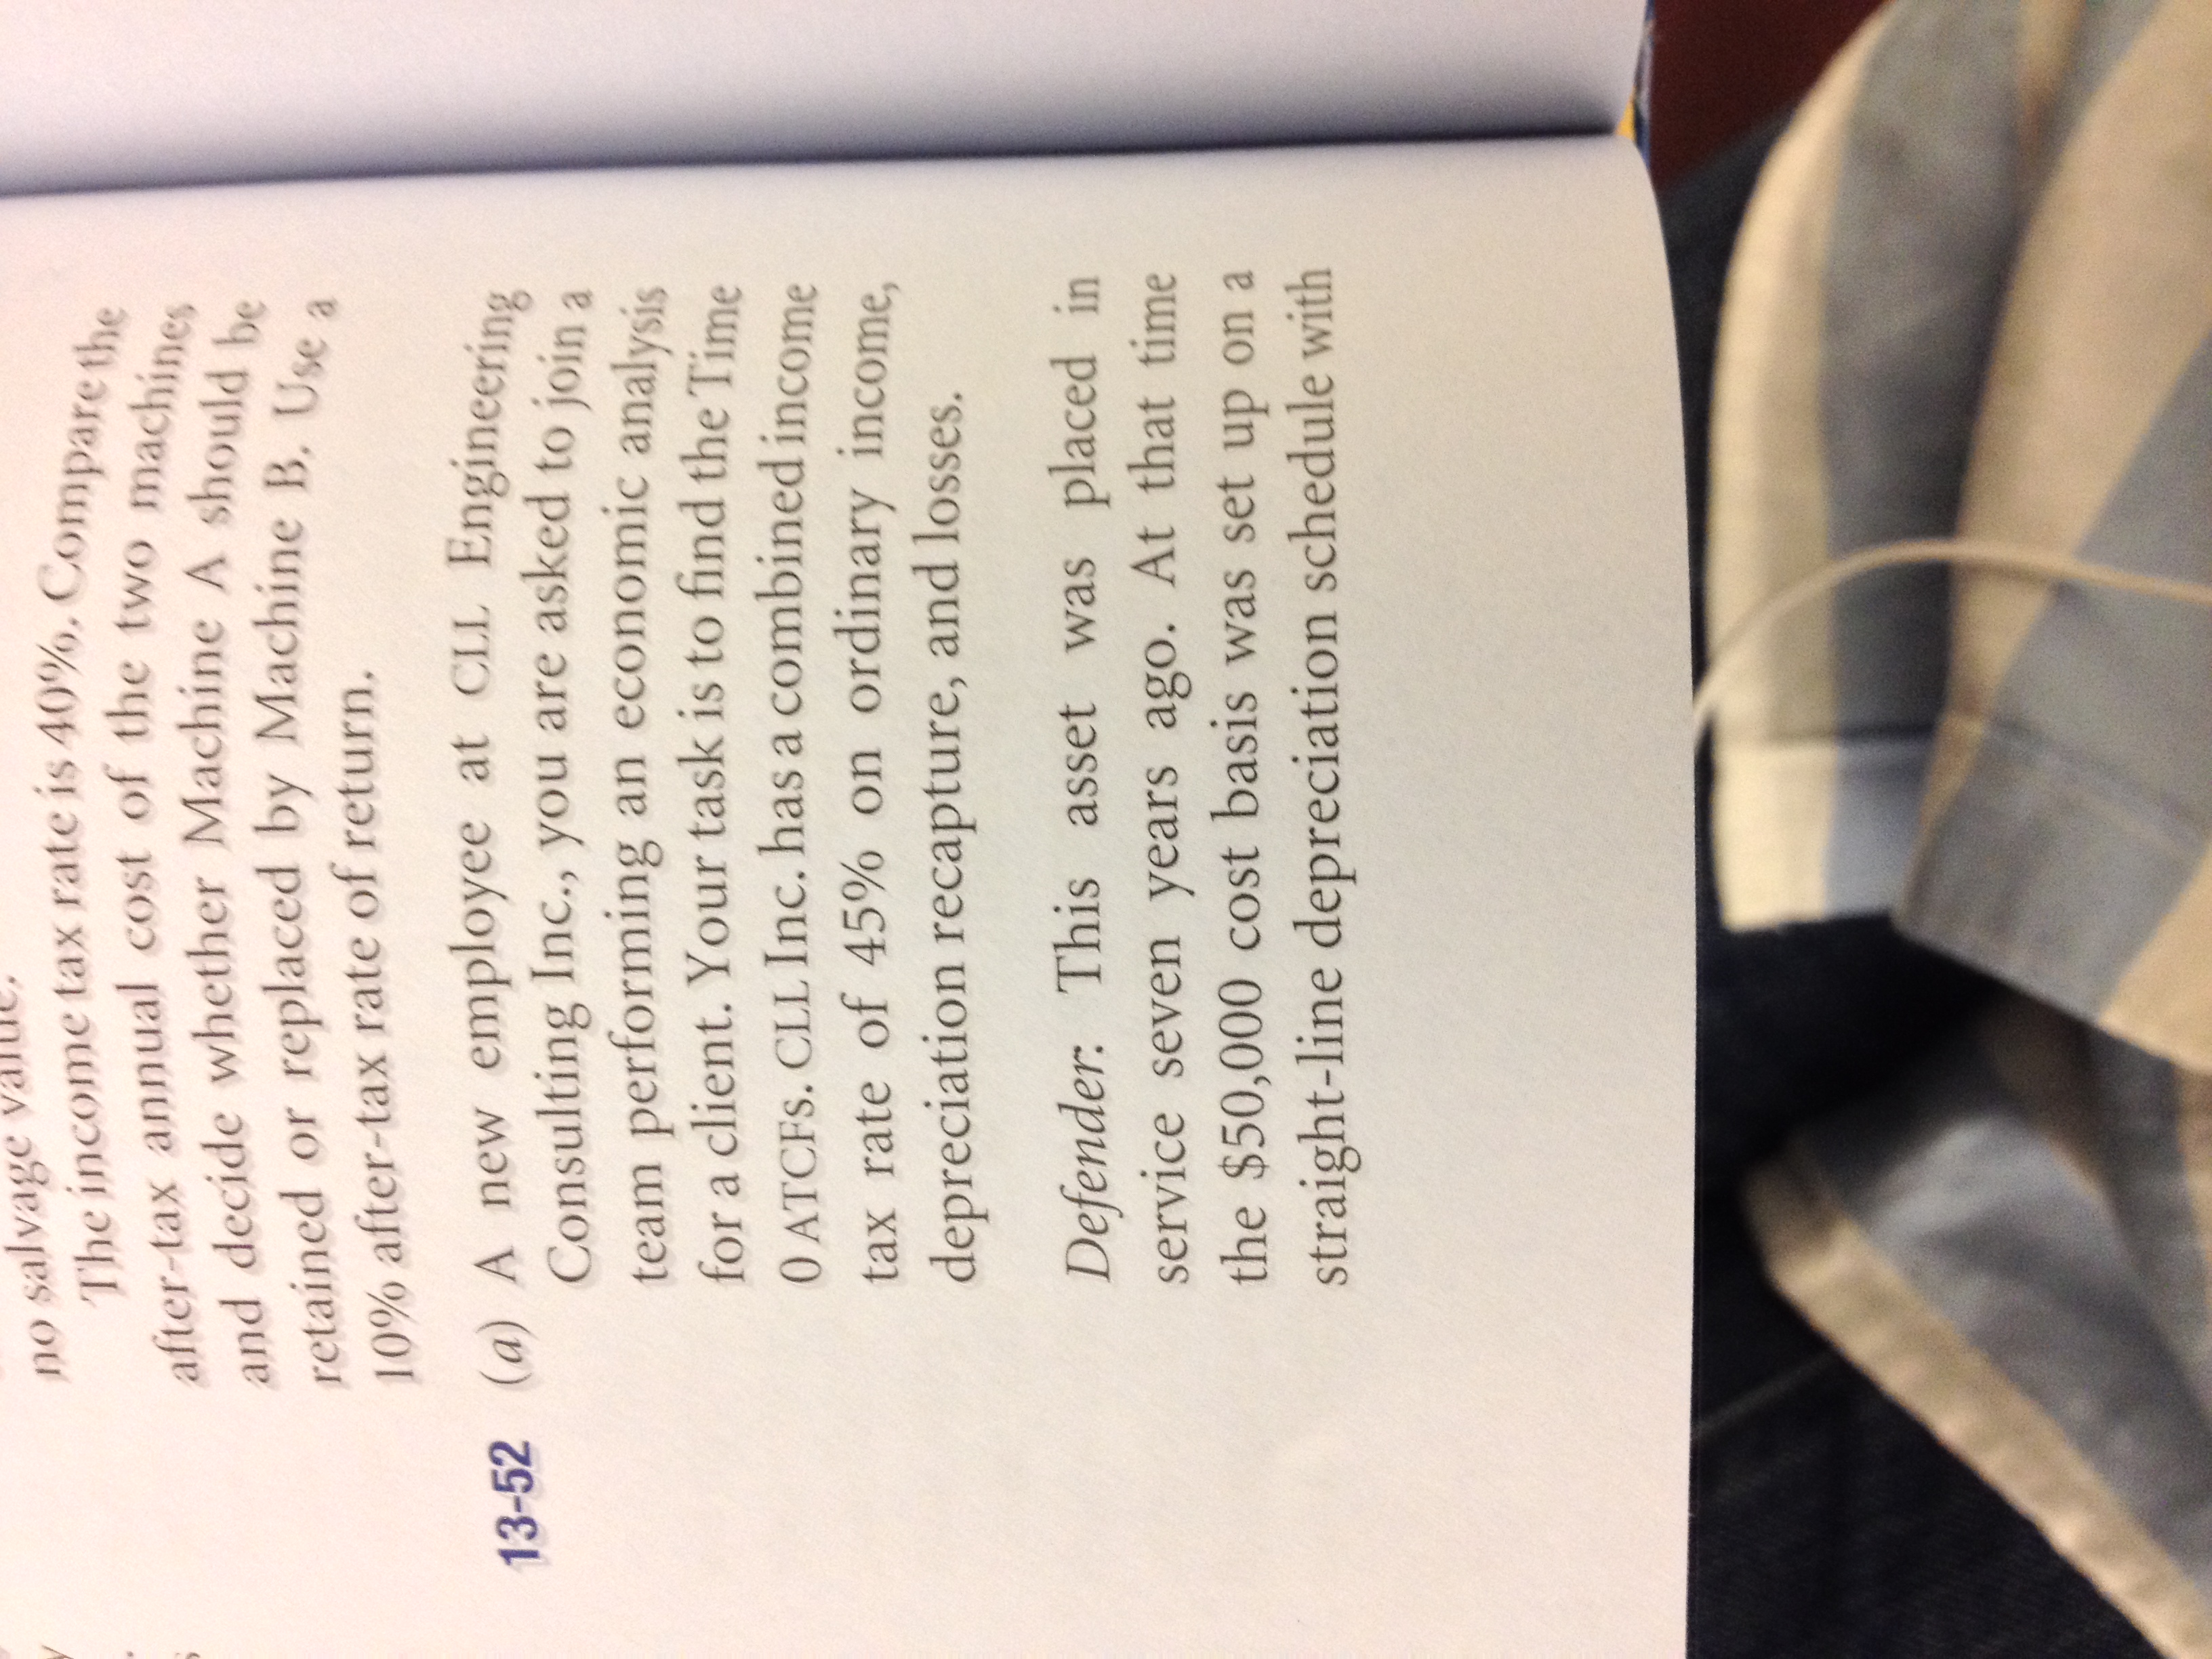 no salvage value.
The income tax rate is 40%. Compare the
after-tax annual cost of the two machines
and decide whether Machine A should be
retained or replaced by Machine B. Use a
10% after-tax rate of return.
13-52 (a) A new employee at CLL Engineering
Consulting Inc., you are asked to join a
team performing an economic analysis
for a client. Your task is to find the Time
0 ATCFS. CLL Inc. has a combined income
tax rate of 45% on ordinary income,
depreciation recapture, and losses.
Defender: This asset was placed in
service seven years ago. At that time
the $50,000 cost basis was set up on a
straight-line depreciation schedule with